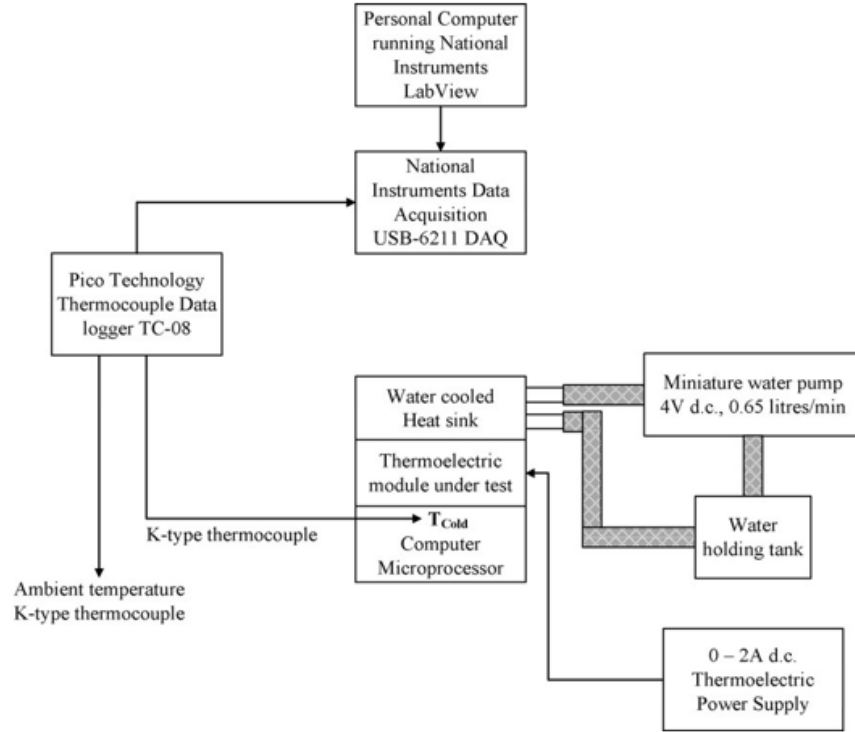 Personal Computer
running National
Instruments
LabView
National
Instruments Data
Acquisition
USB-6211 DAQ
Pico Technology
Thermocouple Data
logger TC-08
Water cooled
Heat sink
Miniature water pump
4V d.c., 0.65 litres/min
Thermoelectric
module under test
K-type thermocouple
TCold
Computer
Microprocessor
Water
holding tank
Ambient temperature
K-type thermocouple
0 – 2A d.c.
Thermoelectric
Power Supply